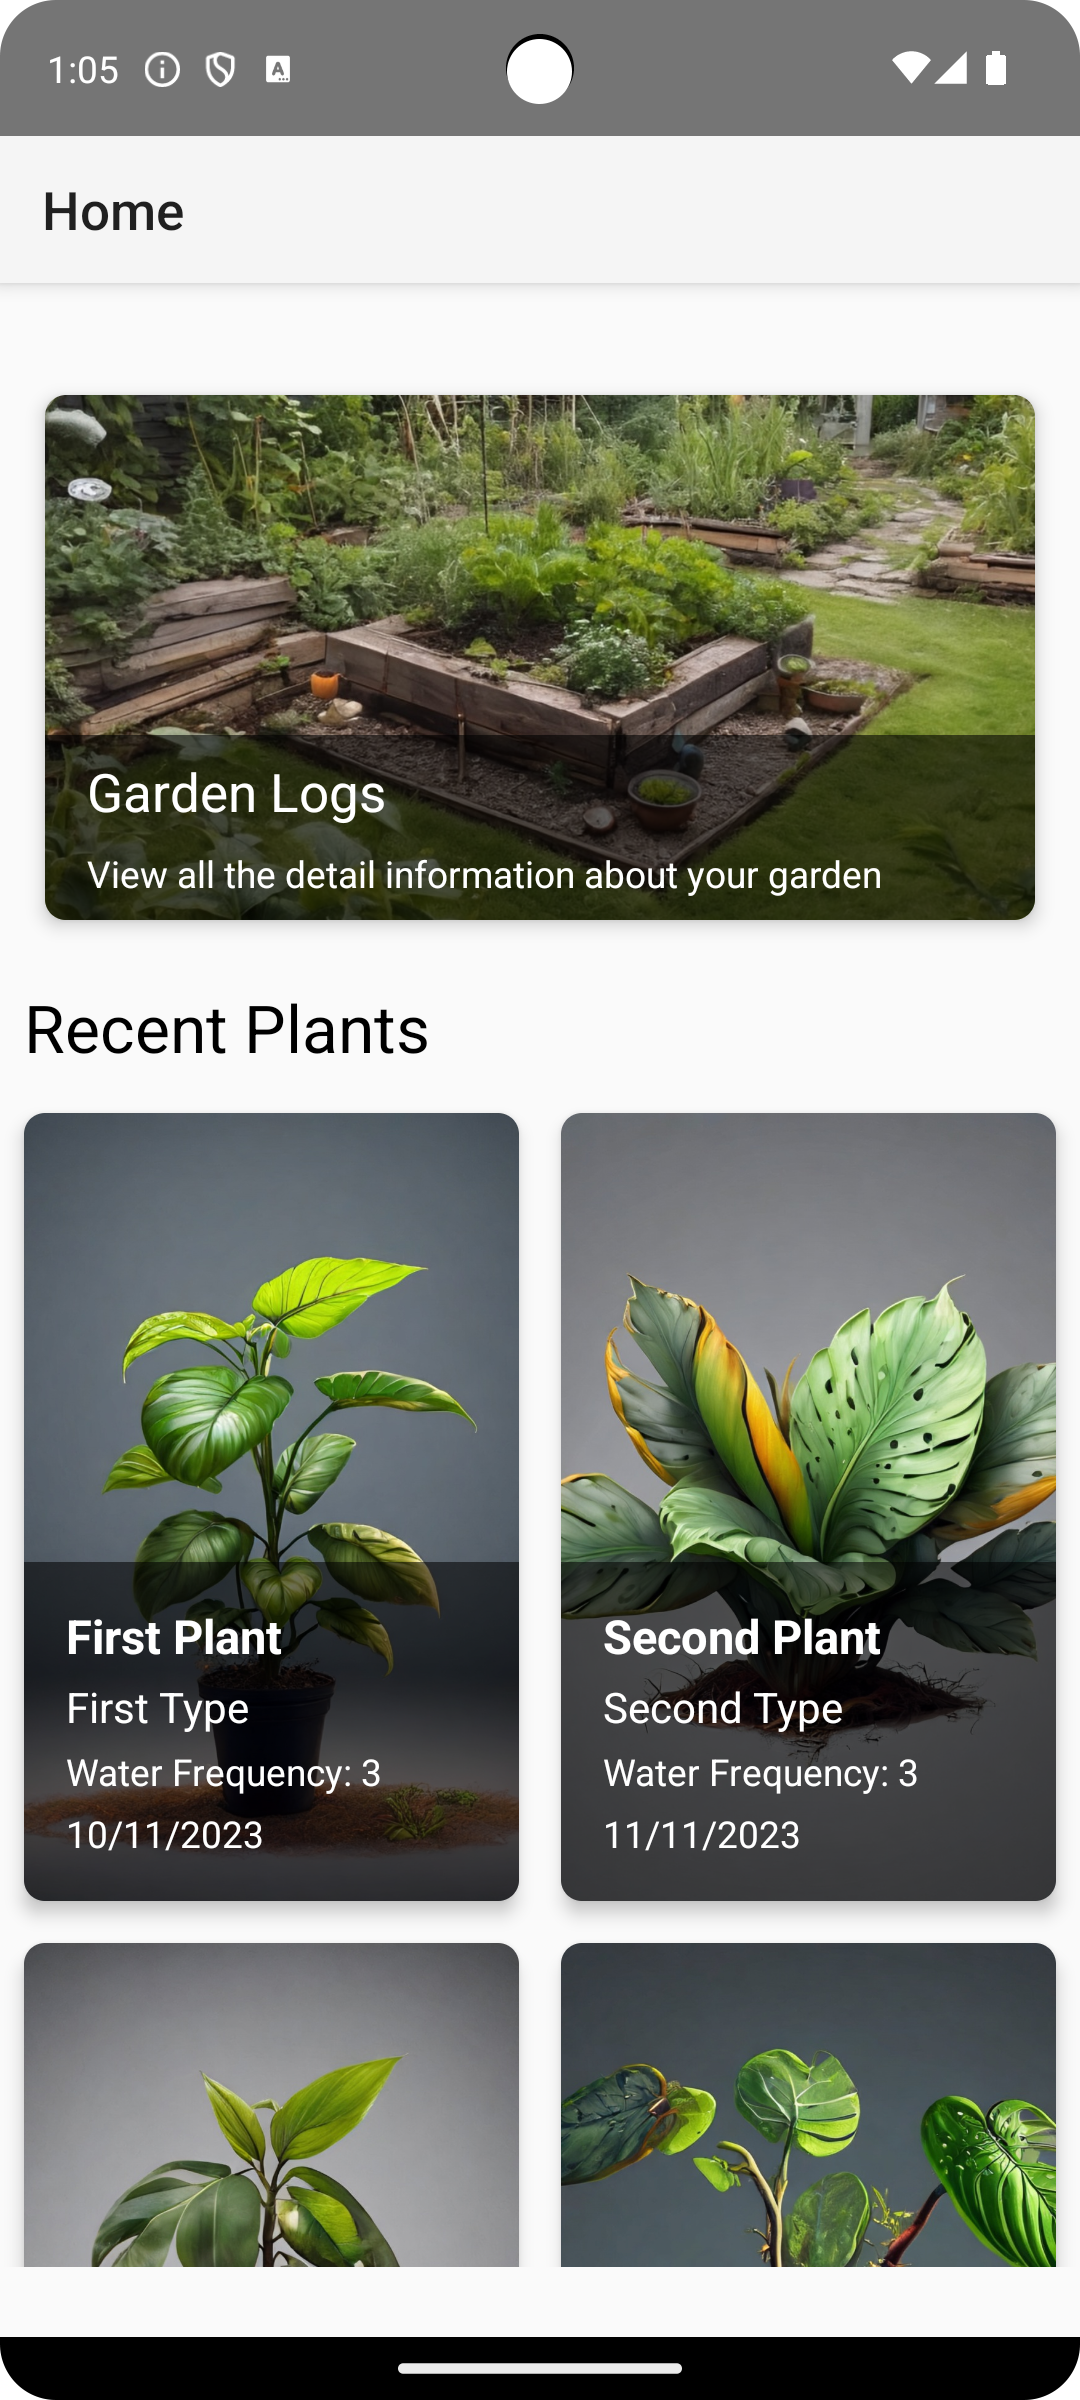 1:05
Home
Garden Logs
View all the detail information about your garden
Recent Plants
First Plant
First Type
Water Frequency: 3
10/11/2023
Second Plant
Second Type
Water Frequency: 3
11/11/2023